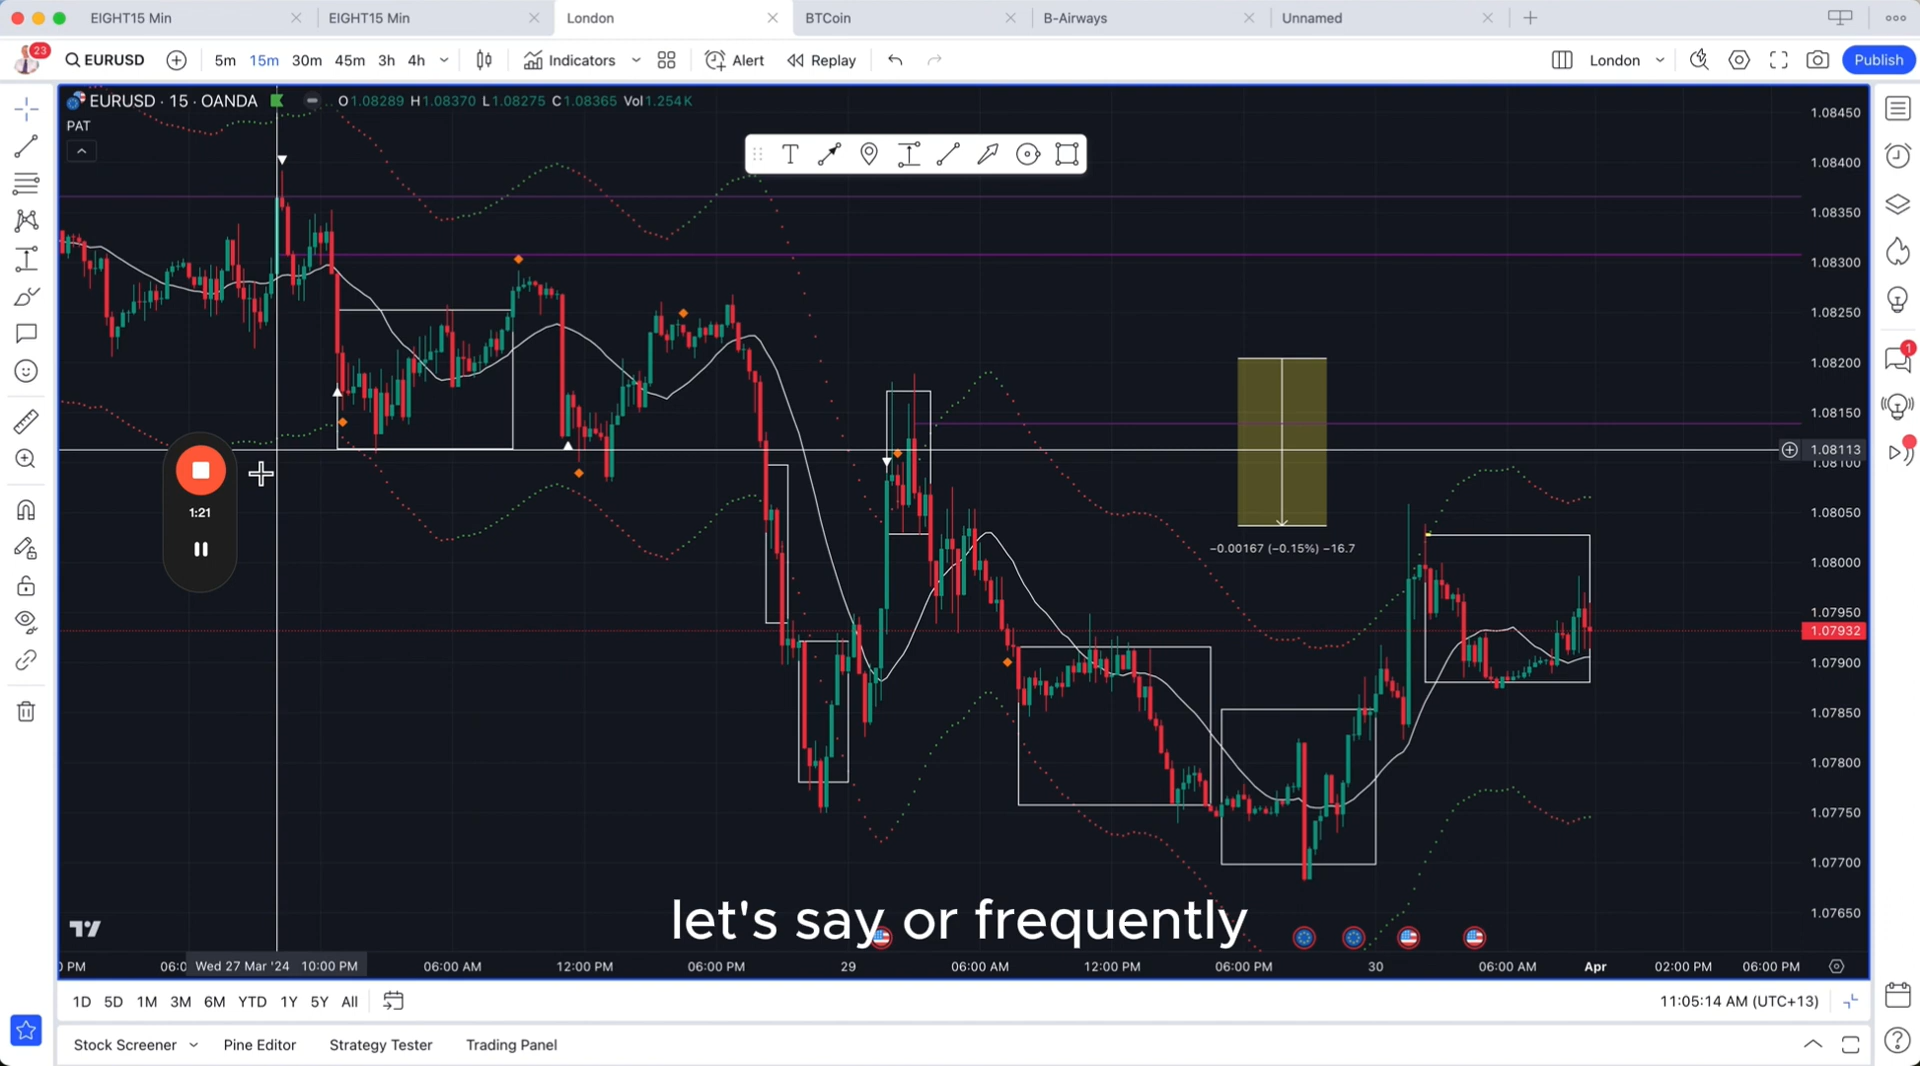 EIGHT15 Min
EIGHT15 Min
London
BTCoin
B-Airways
Unnamed
23
EURUSD
5m 15m 30m 45m 3h 4h
Indicators
Alert
Replay
London
Publish
EURUSD · 15 · OANDA
O1.08289 H1.08370 L1.08275 C1.08365 Vol1.254 K
PAT
T
1.08450
1.08400
1.08350
1.08300
1.08250
1.08200
1.08150
1.08113
1.08100
1.08050
1.08000
1.07950
1.07932
1.07900
1.07850
1.07800
1.07750
1.07700
1.07650
1
1:21
−0.00167 (−0.15%) −16.7
let's say or frequently
PM
Wed 27 Mar '24 10:00 PM
06:00 AM
12:00 PM
06:00 PM
29
06:00 AM
12:00 PM
06:00 PM
30
06:00 AM
Apr
02:00 PM
06:00 PM
1D 5D 1M 3M 6M YTD 1Y 5Y All
11:05:14 AM (UTC+13)
Stock Screener
Pine Editor
Strategy Tester
Trading Panel